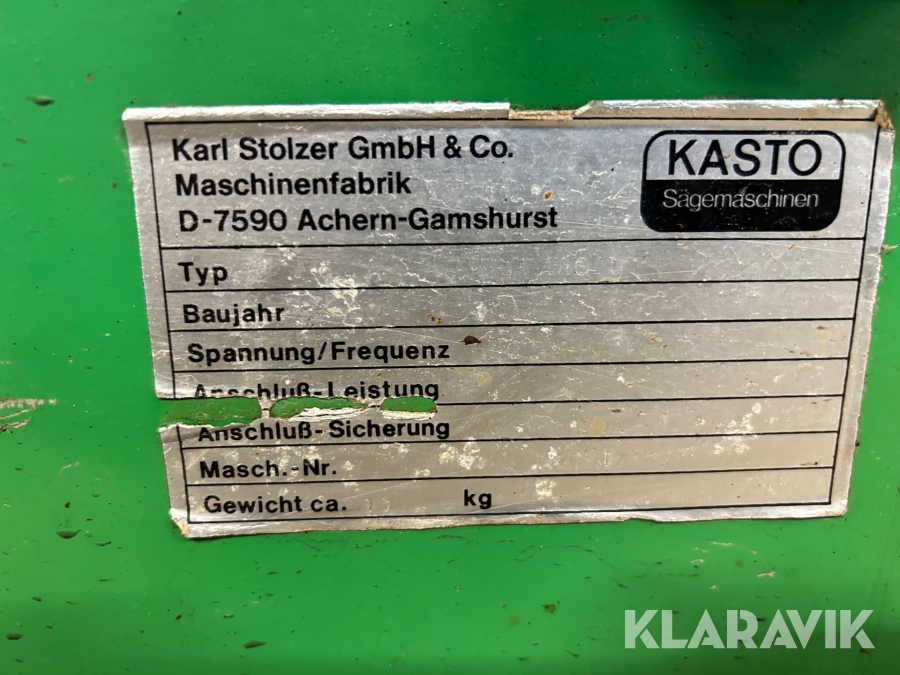 Karl Stolzer GmbH & Co.
Maschinenfabrik
D-7590 Achern-Gamshurst
KASTO
Sägemaschinen
Typ
Baujahr
Spannung/Frequenz
Anschluß-Leistung
Anschluß-Sicherung
Masch.-Nr.
Gewicht ca. kg
KLARAVIK